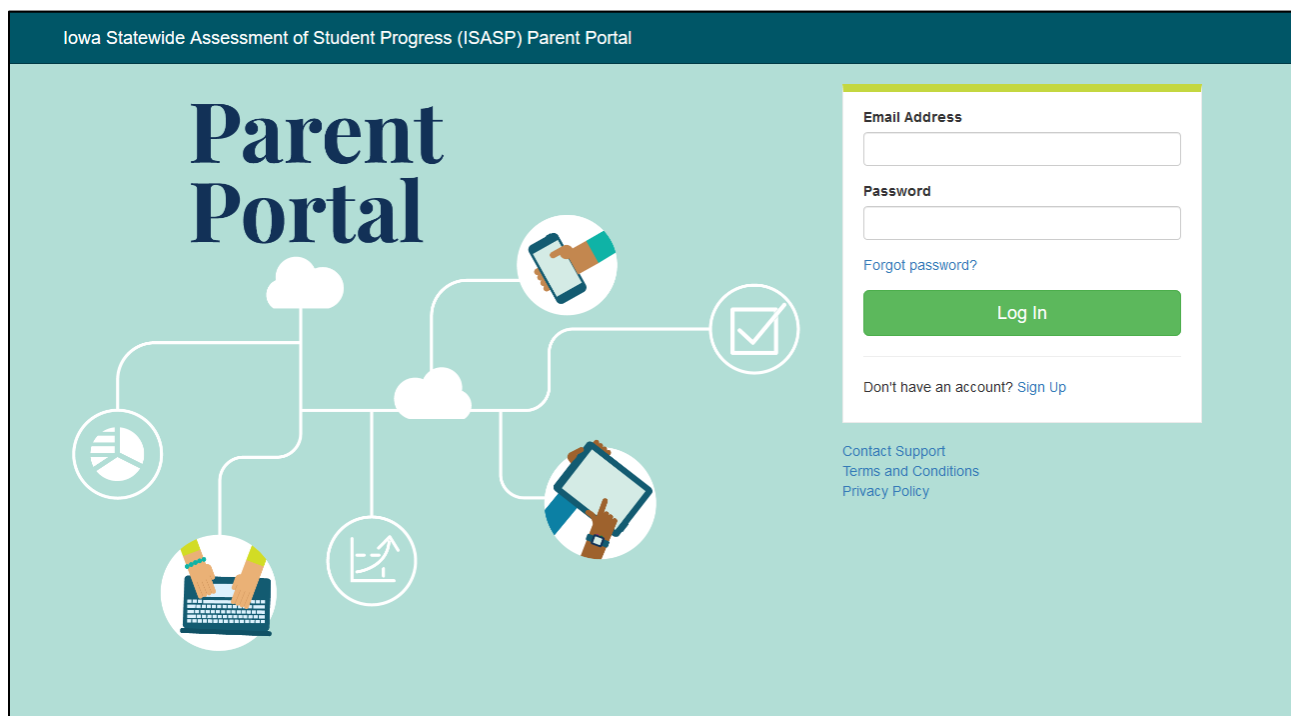 Iowa Statewide Assessment of Student Progress (ISASP) Parent Portal
Parent
Portal
Email Address
Password
Forgot password?
Log In
Don't have an account? Sign Up
Contact Support
Terms and Conditions
Privacy Policy